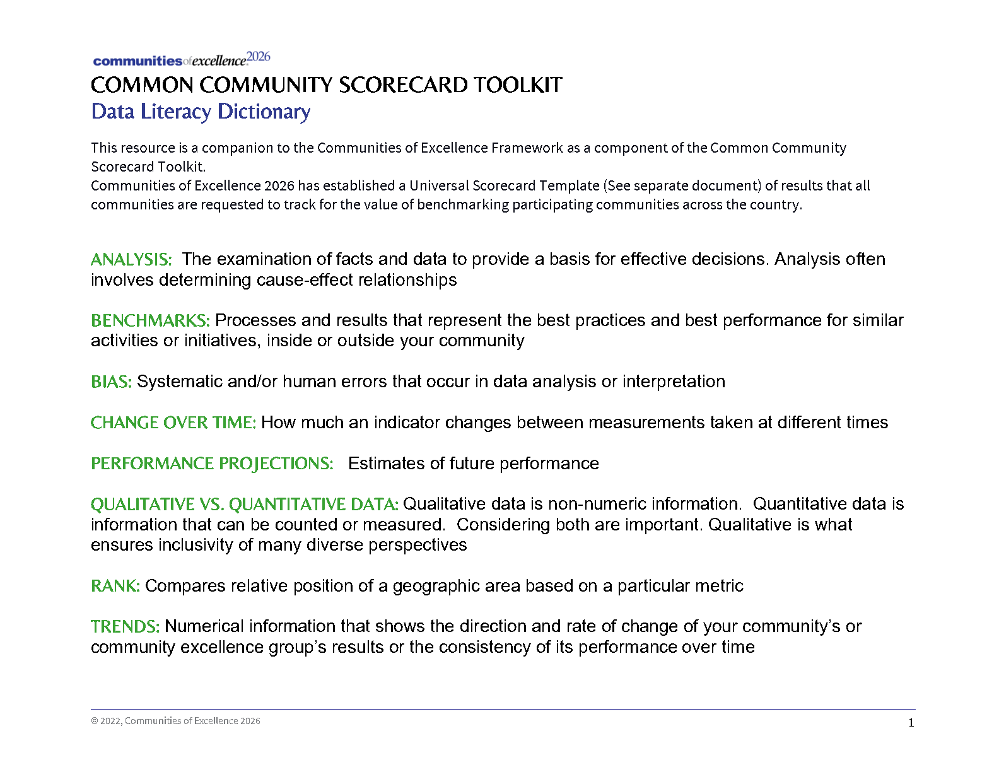 communitiesofexcellence2026
COMMON COMMUNITY SCORECARD TOOLKIT
Data Literacy Dictionary
This resource is a companion to the Communities of Excellence Framework as a component of the Common Community
Scorecard Toolkit.
Communities of Excellence 2026 has established a Universal Scorecard Template (See separate document) of results that all
communities are requested to track for the value of benchmarking participating communities across the country.
ANALYSIS: The examination of facts and data to provide a basis for effective decisions. Analysis often
involves determining cause-effect relationships
BENCHMARKS: Processes and results that represent the best practices and best performance for similar
activities or initiatives, inside or outside your community
BIAS: Systematic and/or human errors that occur in data analysis or interpretation
CHANGE OVER TIME: How much an indicator changes between measurements taken at different times
PERFORMANCE PROJECTIONS: Estimates of future performance
QUALITATIVE VS. QUANTITATIVE DATA: Qualitative data is non-numeric information. Quantitative data is
information that can be counted or measured. Considering both are important. Qualitative is what
ensures inclusivity of many diverse perspectives
RANK: Compares relative position of a geographic area based on a particular metric
TRENDS: Numerical information that shows the direction and rate of change of your community’s or
community excellence group’s results or the consistency of its performance over time
© 2022, Communities of Excellence 2026
1